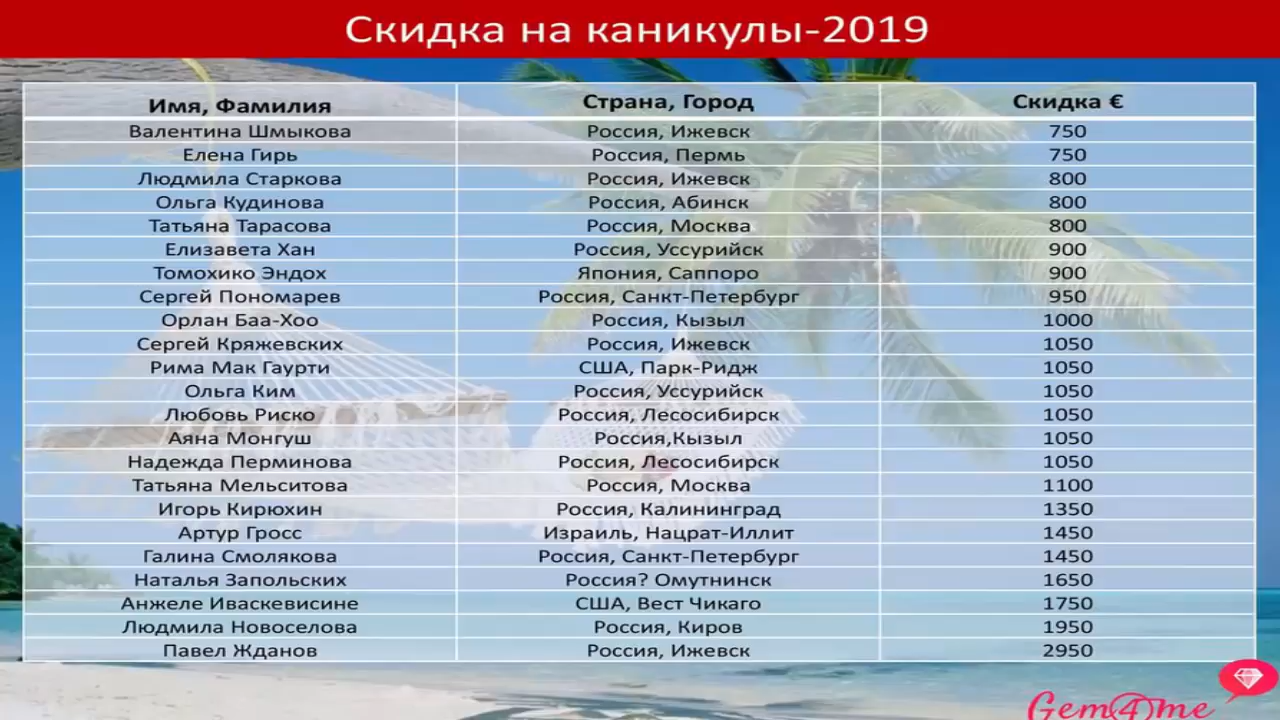 Скидка на каникулы-2019
Имя, Фамилия Страна, Город Скидка €
Валентина Шмыкова Россия, Ижевск 750
Елена Гирь Россия, Пермь 750
Людмила Старкова Россия, Ижевск 800
Ольга Кудинова Россия, Абинск 800
Татьяна Тарасова Россия, Москва 800
Елизавета Хан Россия, Уссурийск 900
Томохико Эндох Япония, Саппоро 900
Сергей Пономарев Россия, Санкт-Петербург 950
Орлан Баа-Хоо Россия, Кызыл 1000
Сергей Кряжевских Россия, Ижевск 1050
Рима Мак Гаурти США, Парк-Ридж 1050
Ольга Ким Россия, Уссурийск 1050
Любовь Риско Россия, Лесосибирск 1050
Аяна Монгуш Россия,Кызыл 1050
Надежда Перминова Россия, Лесосибирск 1050
Татьяна Мельситова Россия, Москва 1100
Игорь Кирюхин Россия, Калининград 1350
Артур Гросс Израиль, Нацрат-Иллит 1450
Галина Смолякова Россия, Санкт-Петербург 1450
Наталья Запольских Россия? Омутнинск 1650
Анжеле Иваскевисине США, Вест Чикаго 1750
Людмила Новоселова Россия, Киров 1950
Павел Жданов Россия, Ижевск 2950
Gem4me